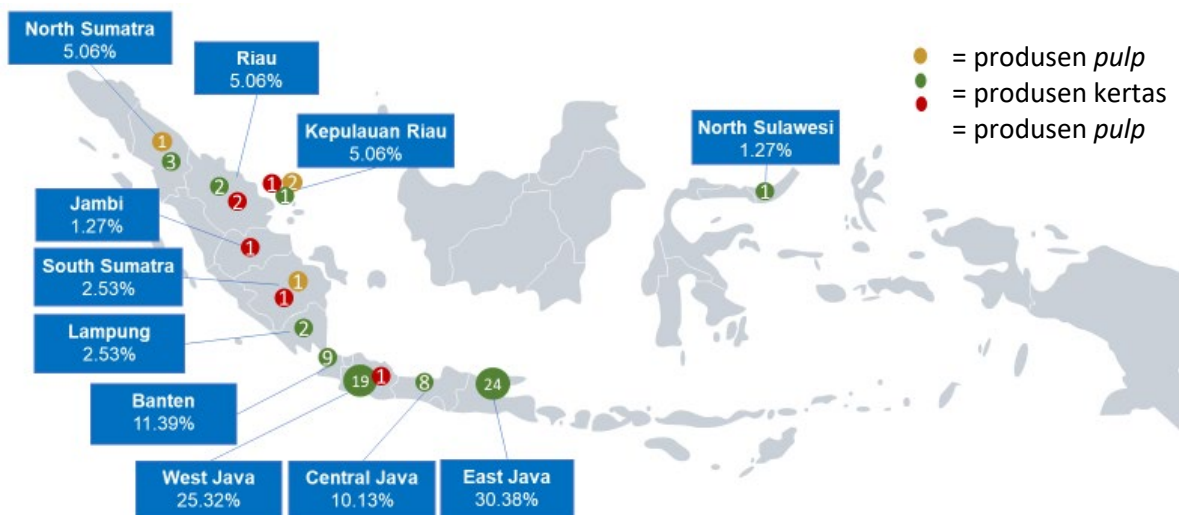 North Sumatra
5.06%
Riau
5.06%
= produsen pulp
= produsen kertas
= produsen pulp
Kepulauan Riau
5.06%
North Sulawesi
1.27%
1
3
2
2
1
2
1
1
Jambi
1.27%
1
South Sumatra
2.53%
1
1
Lampung
2.53%
2
9
19
1
8
24
Banten
11.39%
West Java
25.32%
Central Java
10.13%
East Java
30.38%